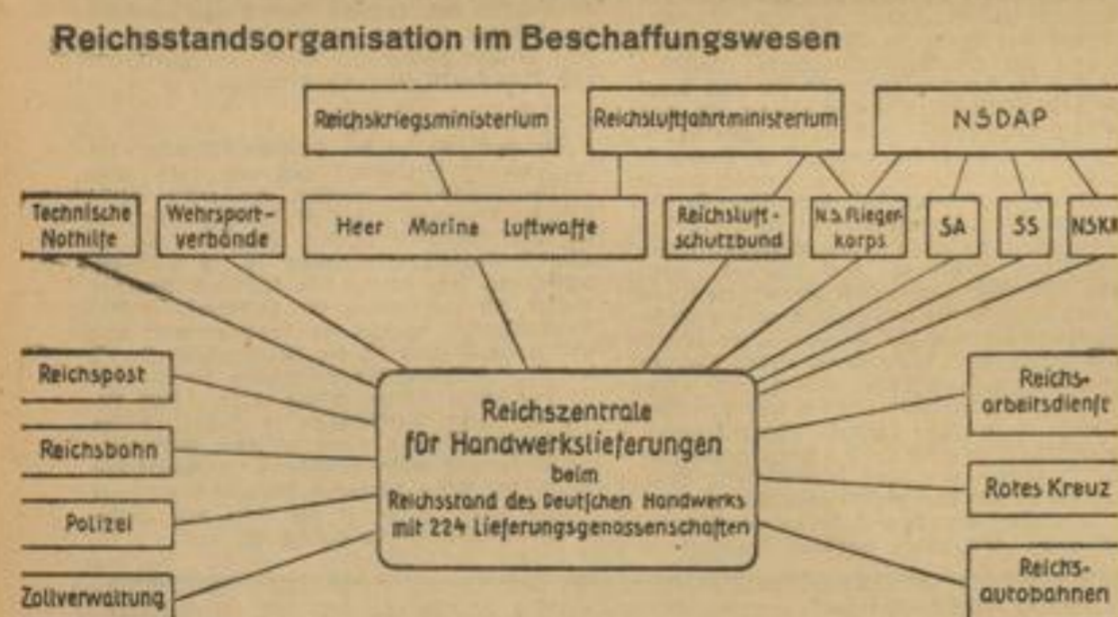 Reichsstandsorganisation im Beschaffungswesen
Reichskriegsministerium
Reichsluftfahrtministerium
NSDAP
Technische
Nothilfe
Wehrsport-
verbände
Heer Marine Luftwaffe
Reichsluft-
schutzbund
N.S. Flieger-
korps
SA
SS
Reichspost
Reichsbahn
Polizei
Zollverwaltung
Reichszentrale
für Handwerkslieferungen
beim
Reichsstand des Deutschen Handwerks
mit 224 Lieferungsgenossenschaften
Reichs-
arbeitsdienst
Rotes Kreuz
Reichs-
autobahnen